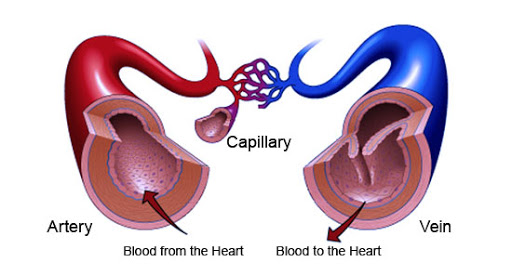 Capillary
Artery
Vein
Blood from the Heart
Blood to the Heart